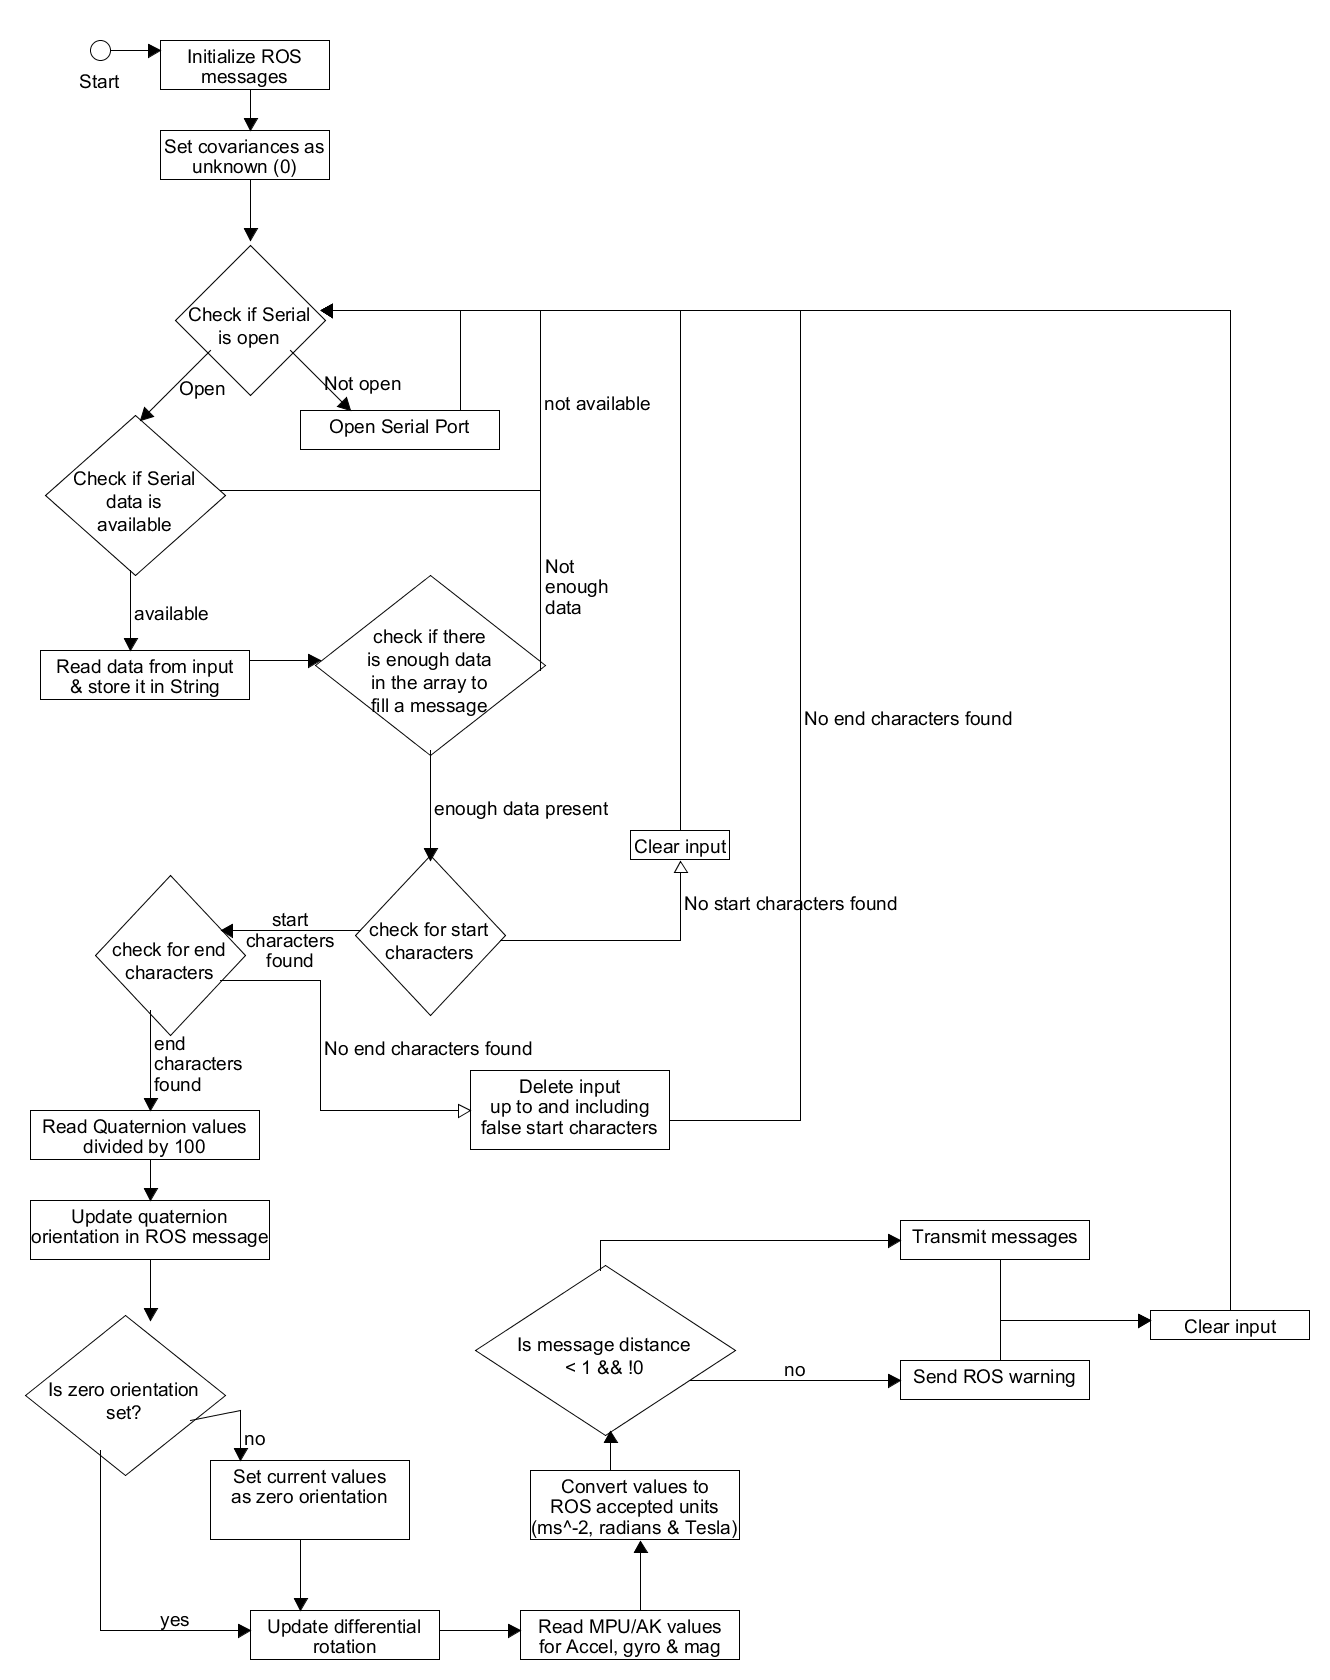 Start
Initialize ROS
messages
Set covariances as
unknown (0)
Check if Serial
is open
Open
Not open
Open Serial Port
not available
Check if Serial
data is
available
available
Read data from input
& store it in String
check if there
is enough data
in the array to
fill a message
Not
enough
data
enough data present
No end characters found
Clear input
No start characters found
check for start
characters
start
characters
found
check for end
characters
end
characters
found
No end characters found
Delete input
up to and including
false start characters
Read Quaternion values
divided by 100
Update quaternion
orientation in ROS message
Is zero orientation
set?
no
Set current values
as zero orientation
yes
Update differential
rotation
Read MPU/AK values
for Accel, gyro & mag
Convert values to
ROS accepted units
(ms^-2, radians & Tesla)
Is message distance
< 1 && !0
no
Transmit messages
Send ROS warning
Clear input